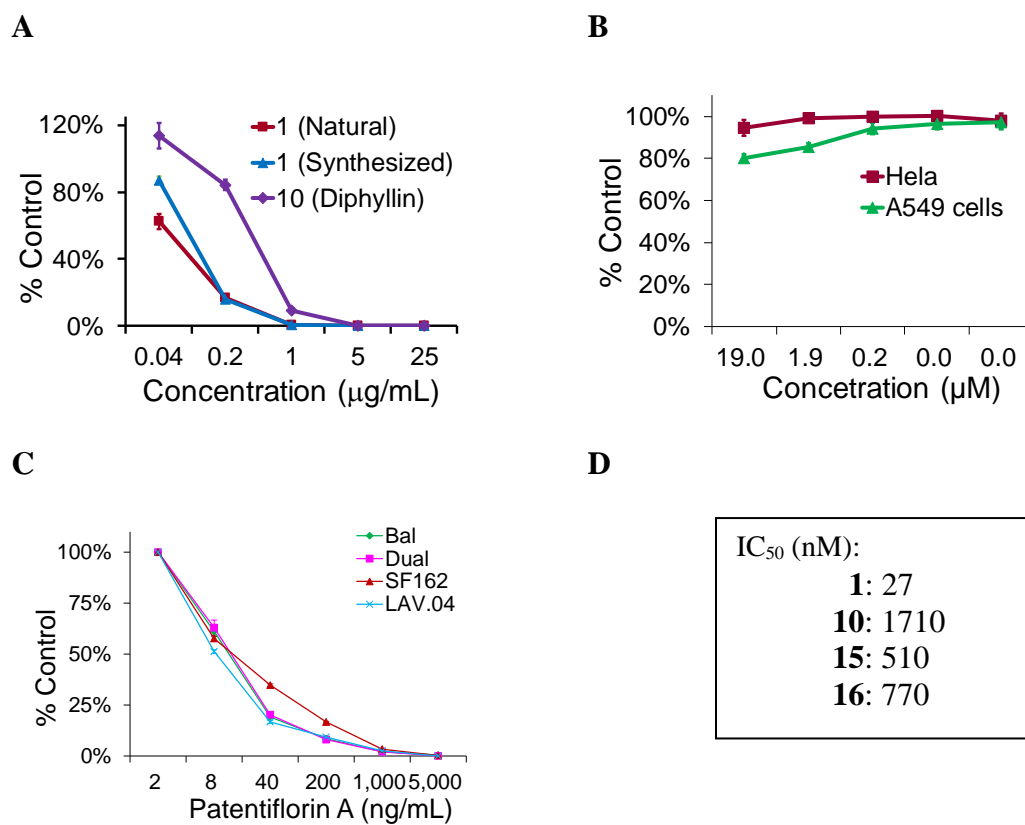 A
120%
80%
40%
0%
% Control
1 (Natural)
1 (Synthesized)
10 (Diphyllin)
0.04 0.2 1 5 25
Concentration (µg/mL)
B
100%
80%
60%
40%
20%
0%
% Control
Hela
A549 cells
19.0 1.9 0.2 0.0 0.0
Concetration (µM)
C
100%
75%
50%
25%
0%
% Control
Bal
Dual
SF162
LAV.04
2 8 40 200 1,000 5,000
Patentiflorin A (ng/mL)
D
IC50 (nM):
1: 27
10: 1710
15: 510
16: 770